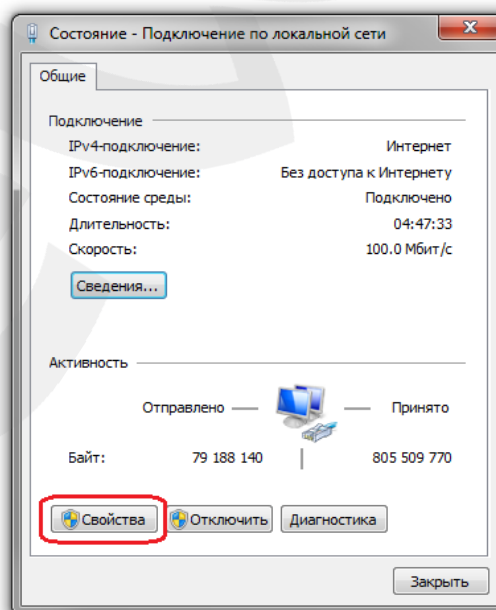 Состояние - Подключение по локальной сети
Общие
Подключение
IPv4-подключение: Интернет
IPv6-подключение: Без доступа к Интернету
Состояние среды: Подключено
Длительность: 04:47:33
Скорость: 100.0 Мбит/с
Сведения...
Активность
Отправлено — — Принято
Байт: 79 188 140 | 805 509 770
Свойства Отключить Диагностика
Закрыть